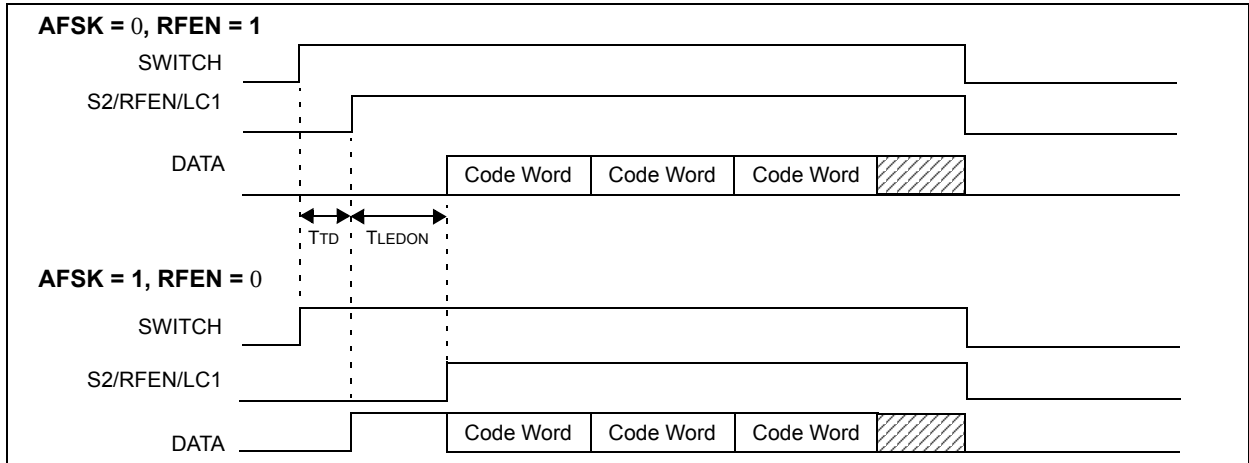 AFSK = 0, RFEN = 1
SWITCH
S2/RFEN/LC1
DATA
Code Word Code Word Code Word
TTD TLEDON
AFSK = 1, RFEN = 0
SWITCH
S2/RFEN/LC1
DATA
Code Word Code Word Code Word